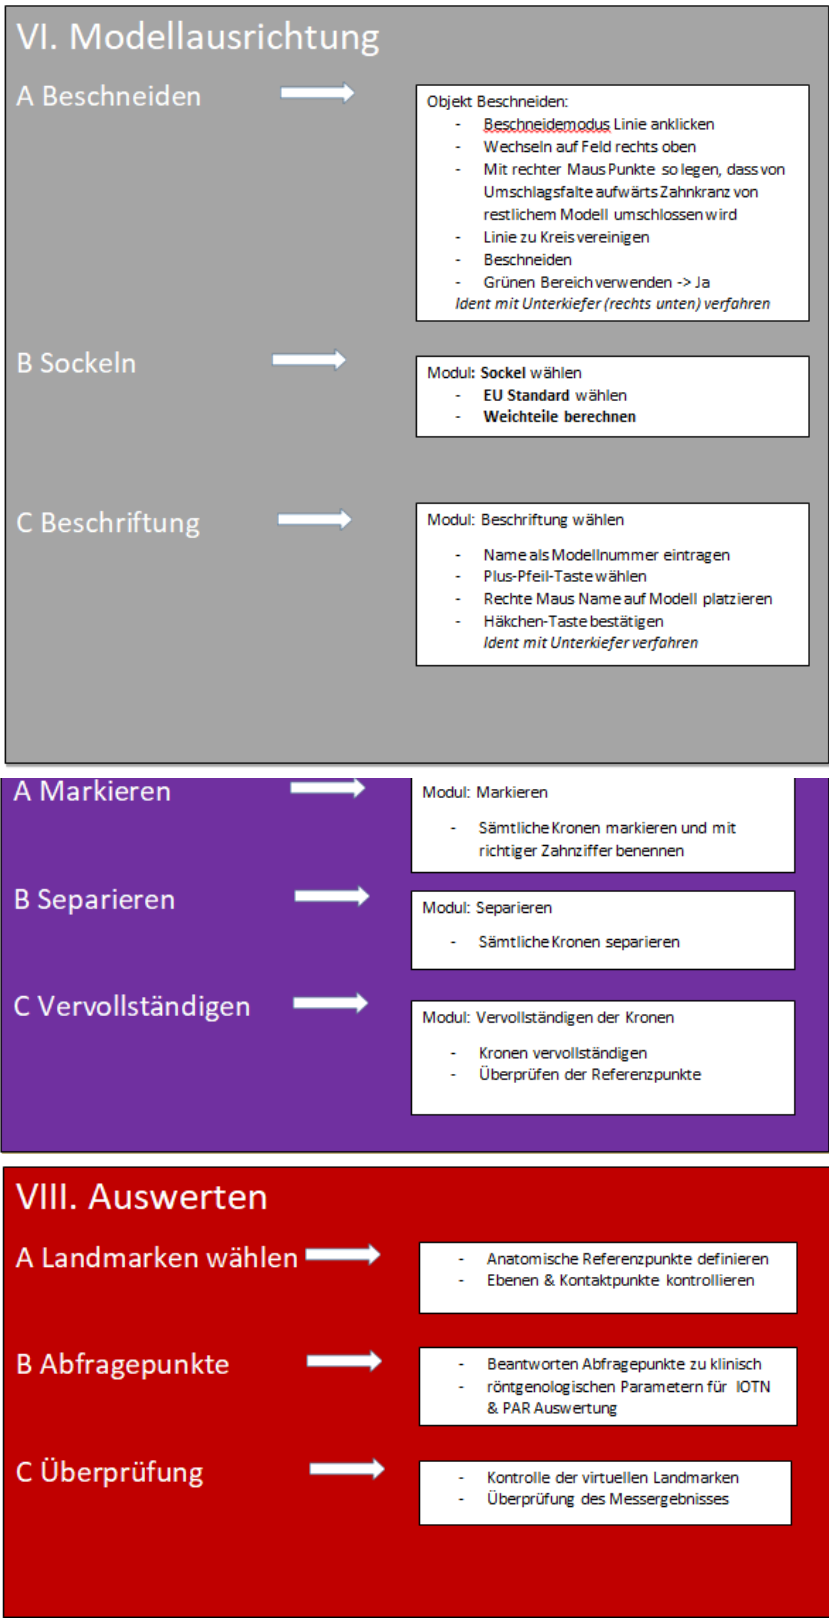 VI. Modellausrichtung
A Beschneiden
Objekt Beschneiden:
- Beschneidemodus Linie anklicken
- Wechseln auf Feld rechts oben
- Mit rechter Maus Punkte so legen, dass von
Umschlagsfalte aufwärts Zahnkranz von
restlichem Modell umschlossen wird
- Linie zu Kreis vereinigen
- Beschneiden
- Grünen Bereich verwenden -> Ja
Ident mit Unterkiefer (rechts unten) verfahren
B Sockeln
Modul: Sockel wählen
- EU Standard wählen
- Weichteile berechnen
C Beschriftung
Modul: Beschriftung wählen
- Name als Modellnummer eintragen
- Plus-Pfeil-Taste wählen
- Rechte Maus Name auf Modell platzieren
- Häkchen-Taste bestätigen
Ident mit Unterkiefer verfahren
A Markieren
Modul: Markieren
- Sämtliche Kronen markieren und mit
richtiger Zahnziffer benennen
B Separieren
Modul: Separieren
- Sämtliche Kronen separieren
C Vervollständigen
Modul: Vervollständigen der Kronen
- Kronen vervollständigen
- Überprüfen der Referenzpunkte
VIII. Auswerten
A Landmarken wählen
- Anatomische Referenzpunkte definieren
- Ebenen & Kontaktpunkte kontrollieren
B Abfragepunkte
- Beantworten Abfragepunkte zu klinisch
- röntgenologischen Parametern für IOTN
& PAR Auswertung
C Überprüfung
- Kontrolle der virtuellen Landmarken
- Überprüfung des Messergebnisses